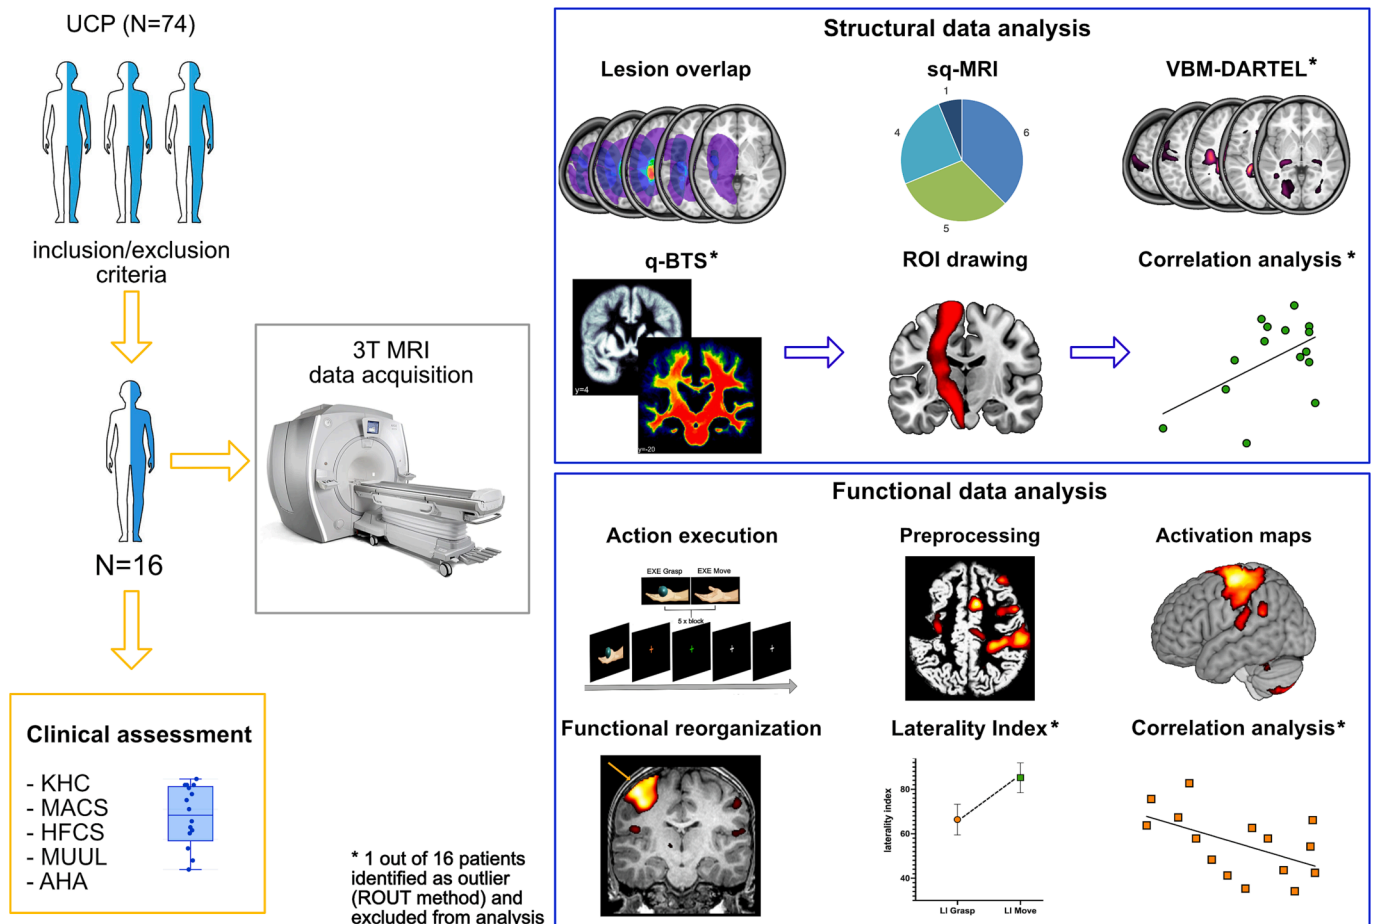 UCP (N=74)
inclusion/exclusion
criteria
N=16
3T MRI
data acquisition
Clinical assessment
- KHC
- MACS
- HFCS
- MUUL
- AHA
* 1 out of 16 patients
identified as outlier
(ROUT method) and
excluded from analysis
Structural data analysis
Lesion overlap
sq-MRI
1
4
6
5
VBM-DARTEL*
q-BTS*
y=4
y=-20
ROI drawing
Correlation analysis*
Functional data analysis
Action execution
EXE Grasp
EXE Move
5 x block
Preprocessing
Activation maps
Functional reorganization
Laterality Index*
laterality index
80
60
40
LI Grasp
LI Move
Correlation analysis*